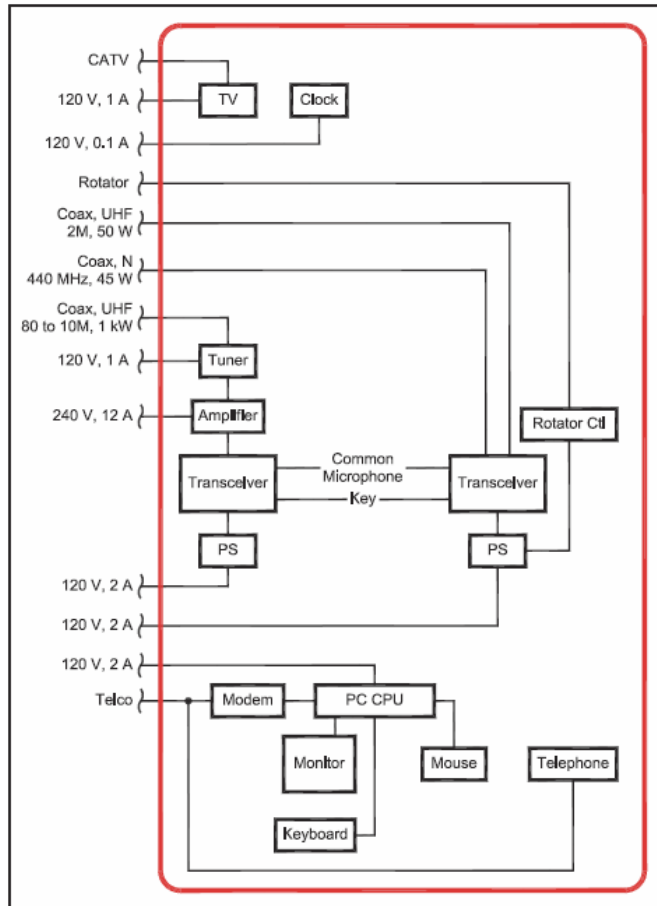 CATV
120 V, 1 A
TV
Clock
120 V, 0.1 A
Rotator
Coax, UHF
2M, 50 W
Coax, N
440 MHz, 45 W
Coax, UHF
80 to 10M, 1 kW
120 V, 1 A
Tuner
240 V, 12 A
Amplifier
Rotator Ctl
Transceiver
Common
Microphone
Key
Transceiver
PS
PS
120 V, 2 A
120 V, 2 A
120 V, 2 A
Telco
Modem
PC CPU
Monitor
Mouse
Telephone
Keyboard